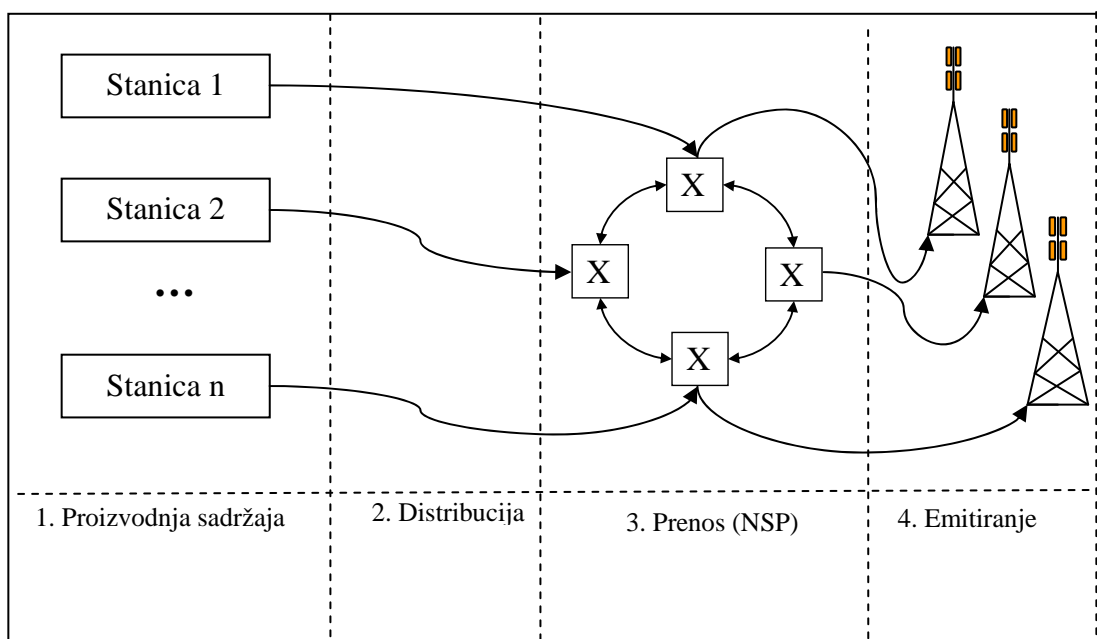 Stanica 1
Stanica 2
...
Stanica n
X
X
X
X
1. Proizvodnja sadržaja
2. Distribucija
3. Prenos (NSP)
4. Emitiranje